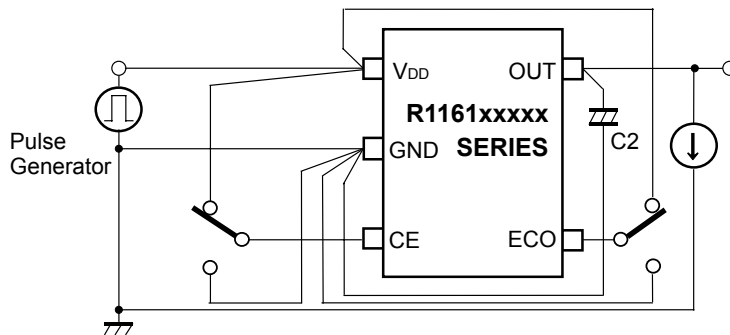 VDD
OUT
R1161xxxxx
SERIES
C2
Pulse
Generator
GND
CE
ECO